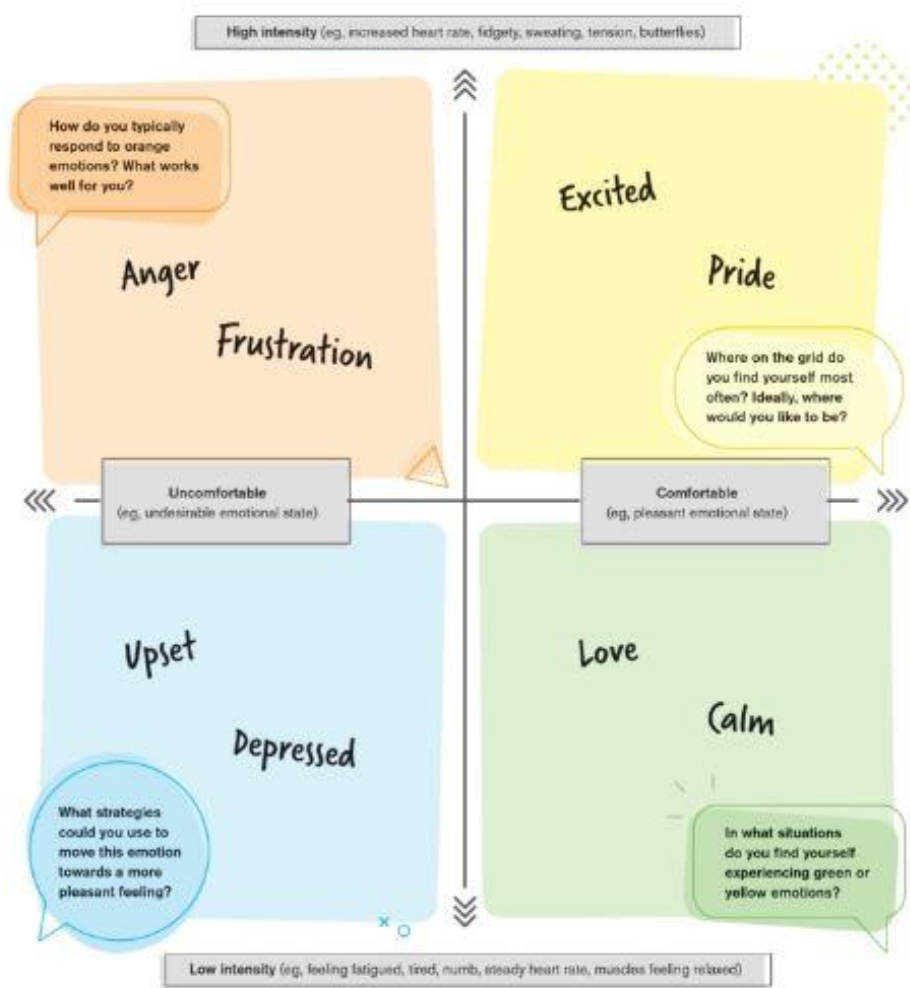 High intensity (eg, increased heart rate, fidgety, sweating, tension, butterflies)
How do you typically
respond to orange
emotions? What works
well for you?
Excited
Anger
Pride
Frustration
Where on the grid do
you find yourself most
often? Ideally, where
would you like to be?
Uncomfortable
(eg, undesirable emotional state)
Comfortable
(eg, pleasant emotional state)
Upset
Love
Depressed
Calm
What strategies
could you use to
move this emotion
towards a more
pleasant feeling?
In what situations
do you find yourself
experiencing green or
yellow emotions?
Low intensity (eg, feeling fatigued, tired, numb, steady heart rate, muscles feeling relaxed)